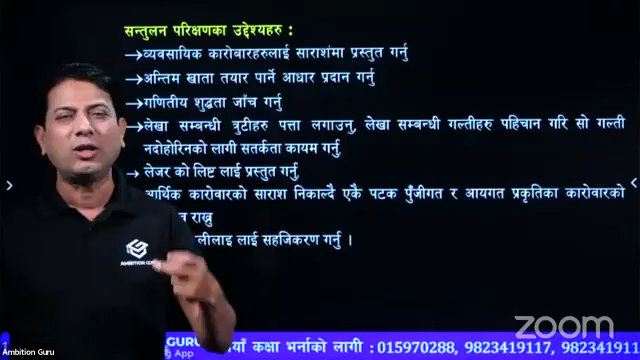 सन्तुलन परिक्षणका उद्देश्यहरु :
→व्यवसायिक कारोबारहरुलाई सारांशमा प्रस्तुत गर्नु
→अन्तिम खाता तयार पार्ने आधार प्रदान गर्नु
→गणितीय शुद्धता जाँच गर्नु
→लेखा सम्बन्धी त्रुटीहरु पत्ता लगाउनु, लेखा सम्बन्धी गल्तीहरु पहिचान गरि सो गल्ती
नदोहोरिनको लागी सतर्कता कायम गर्नु,
→लेजर को लिष्ट लाई प्रस्तुत गर्नु,
आर्थिक कारोबारको सारांश निकाल्दै एकै पटक पुँजीगत र आयगत प्रकृतिका कारोबारको
राख्नु
लाई सहजिकरण गर्नु ।
AMBITION GURU
zoom
GURU
App
कक्षा भर्नाको लागी : 015970288, 9823419117, 982341911
Ambition Guru